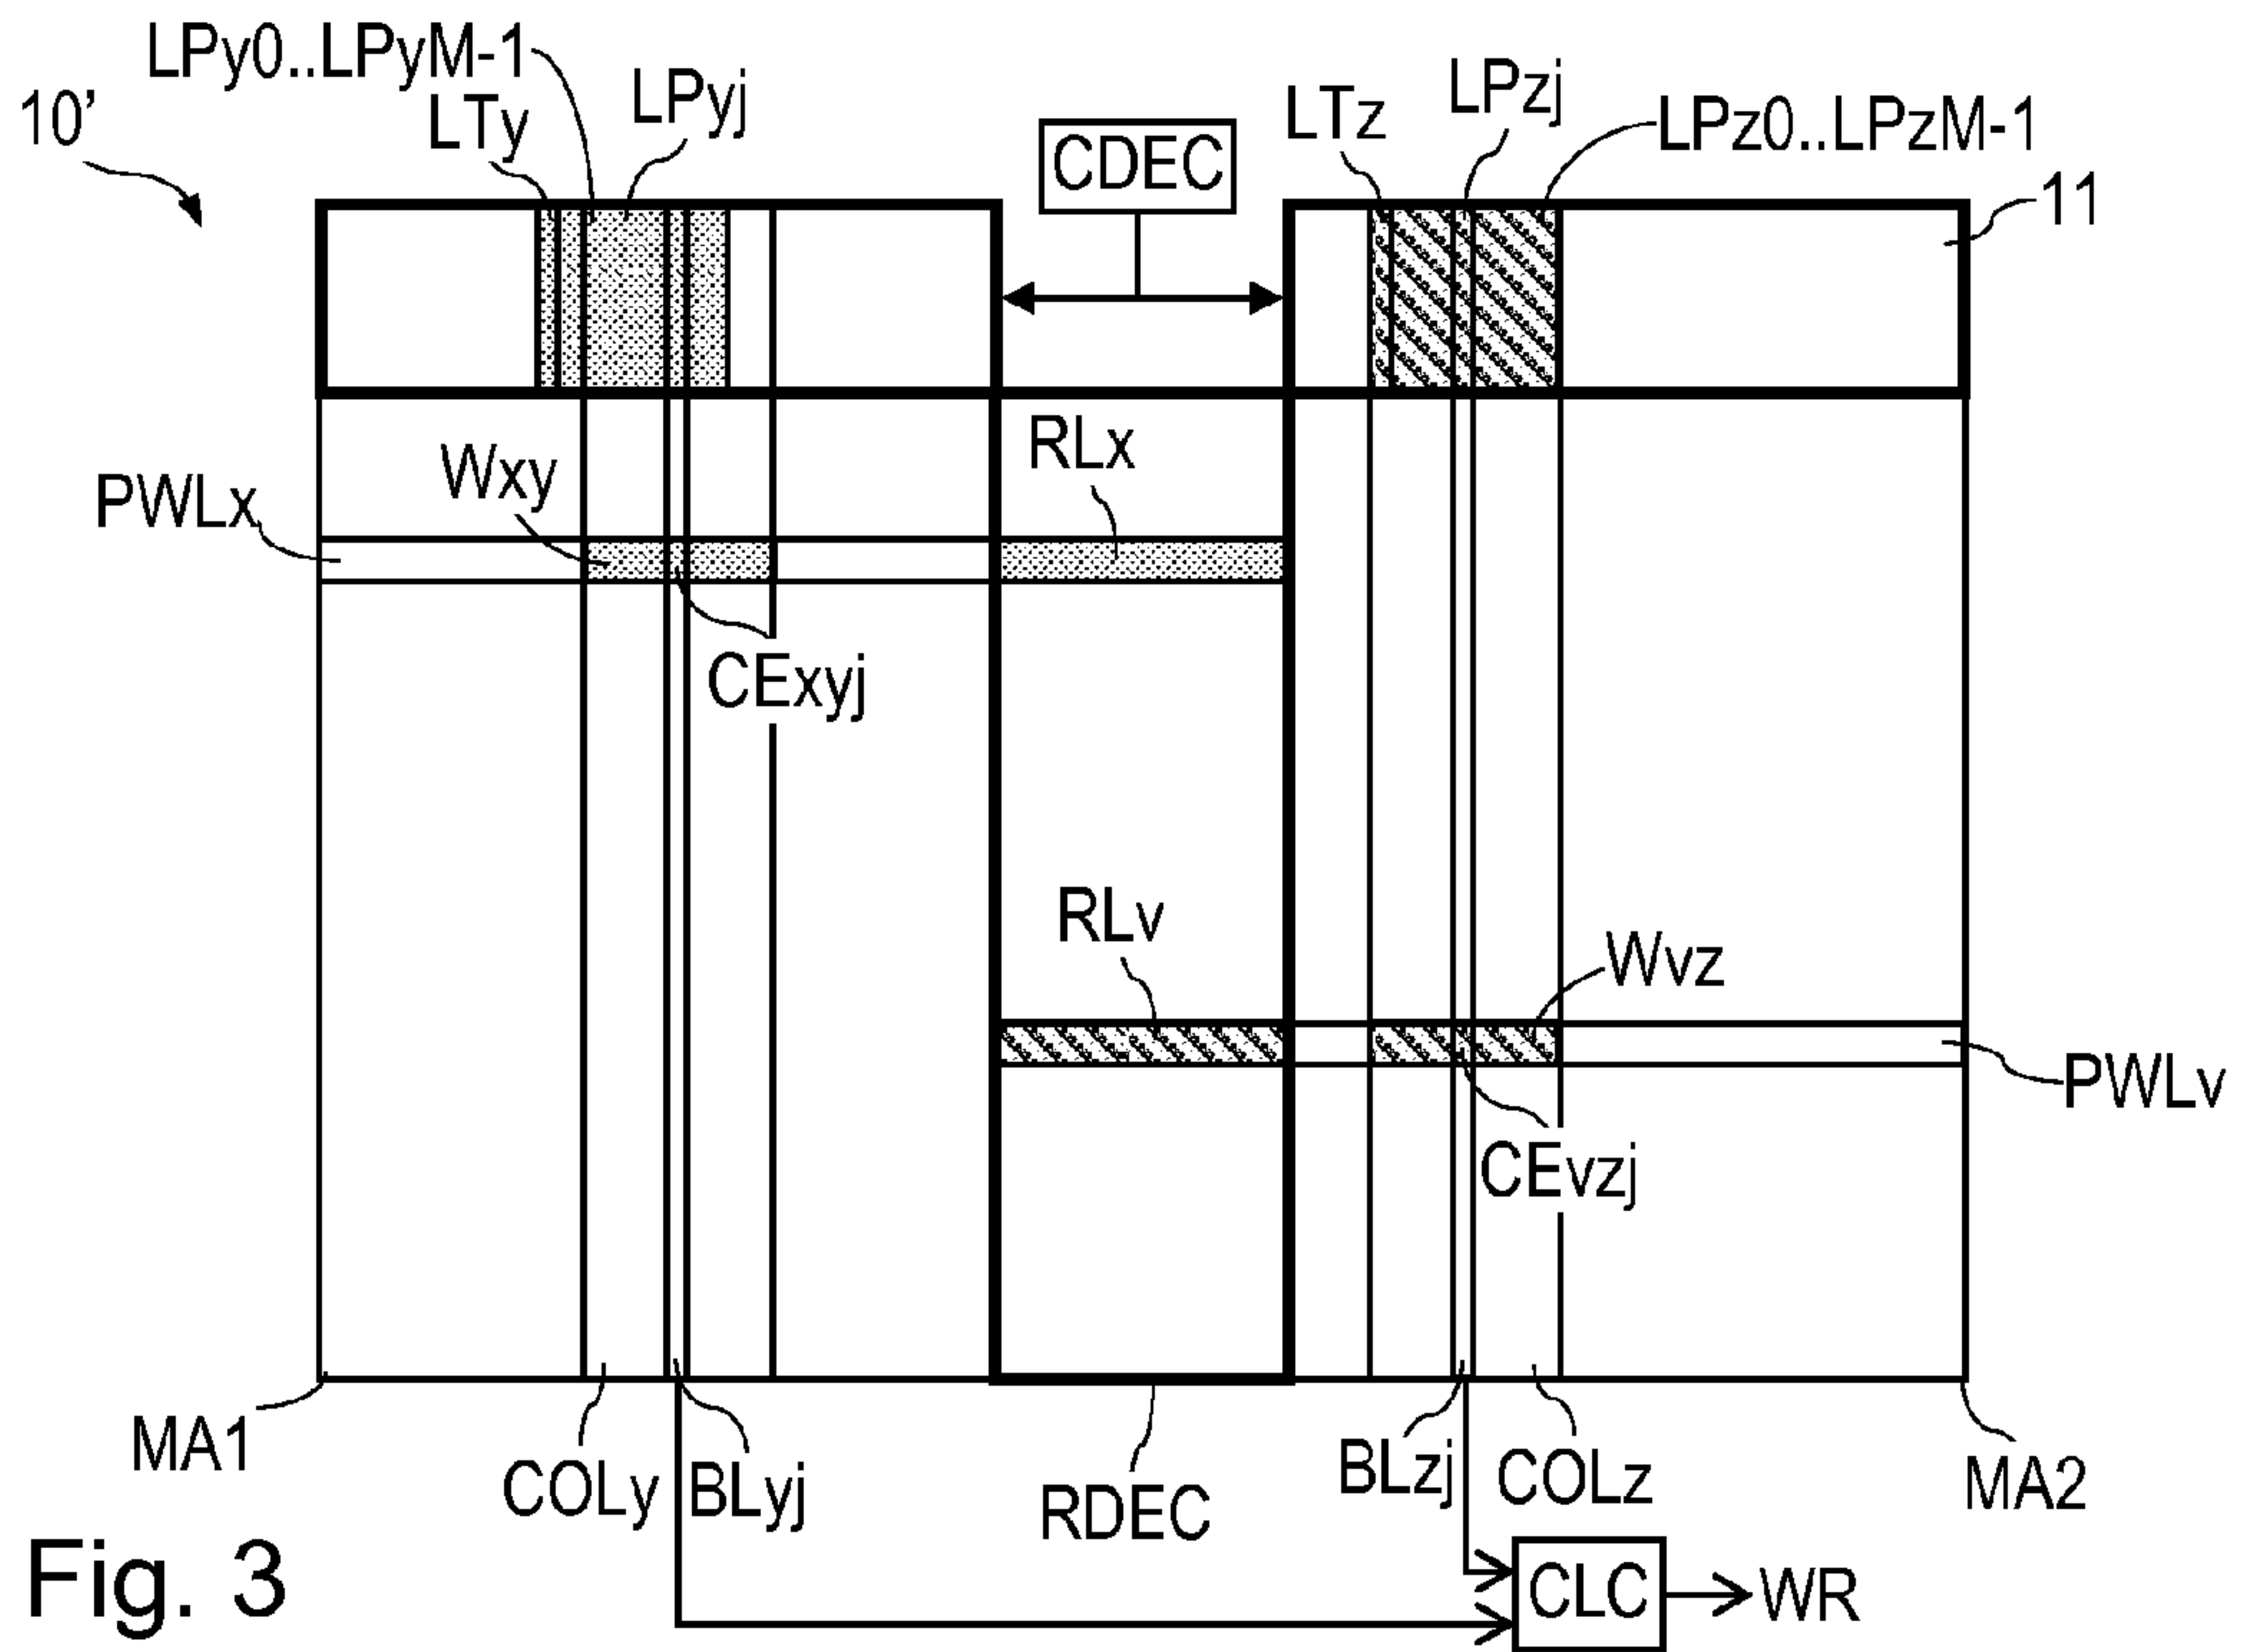 LPy0..LPyM-1
10’
LTy
LPyj
CDEC
LTz
LPzj
LPz0..LPzM-1
11
PWLx
Wxy
RLx
CExyj
RLv
Wvz
PWLv
CEvzj
MA1
COLy
BLyj
RDEC
BLzj
COLz
MA2
CLC
WR
Fig. 3